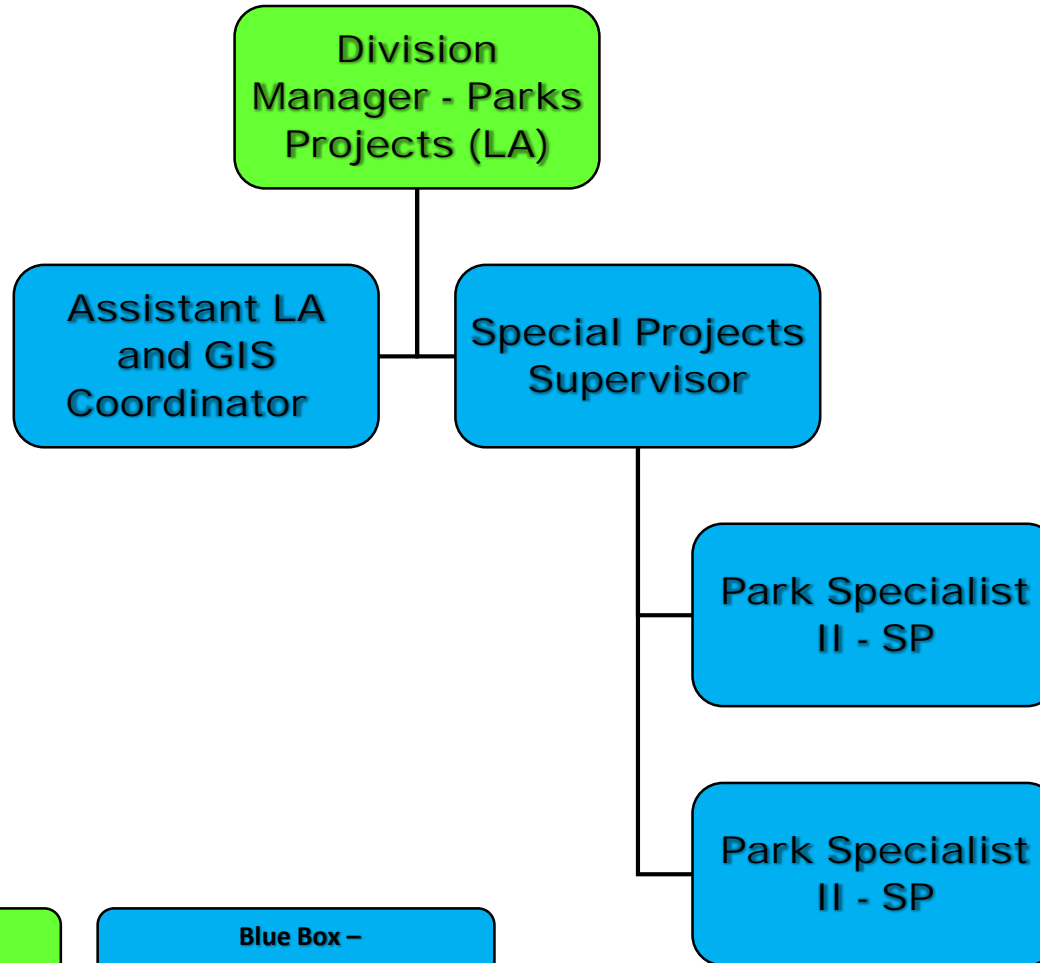 Division
Manager - Parks
Projects (LA)
Assistant LA
and GIS
Coordinator
Special Projects
Supervisor
Park Specialist
II - SP
Park Specialist
II - SP
Blue Box –